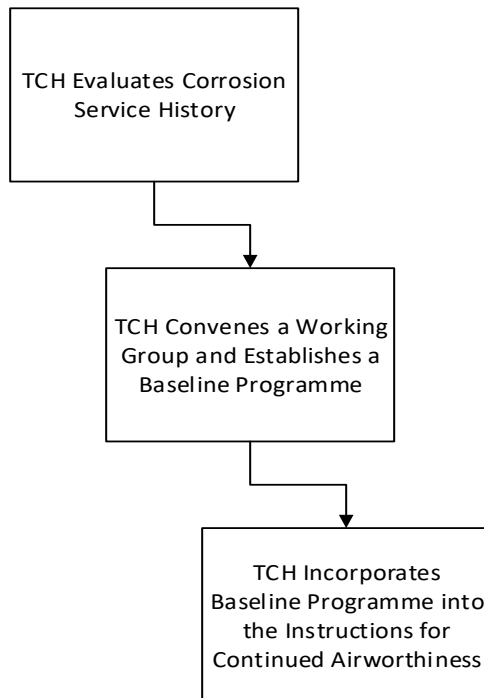 TCH Evaluates Corrosion
Service History
TCH Convenes a Working
Group and Establishes a
Baseline Programme
TCH Incorporates
Baseline Programme into
the Instructions for
Continued Airworthiness